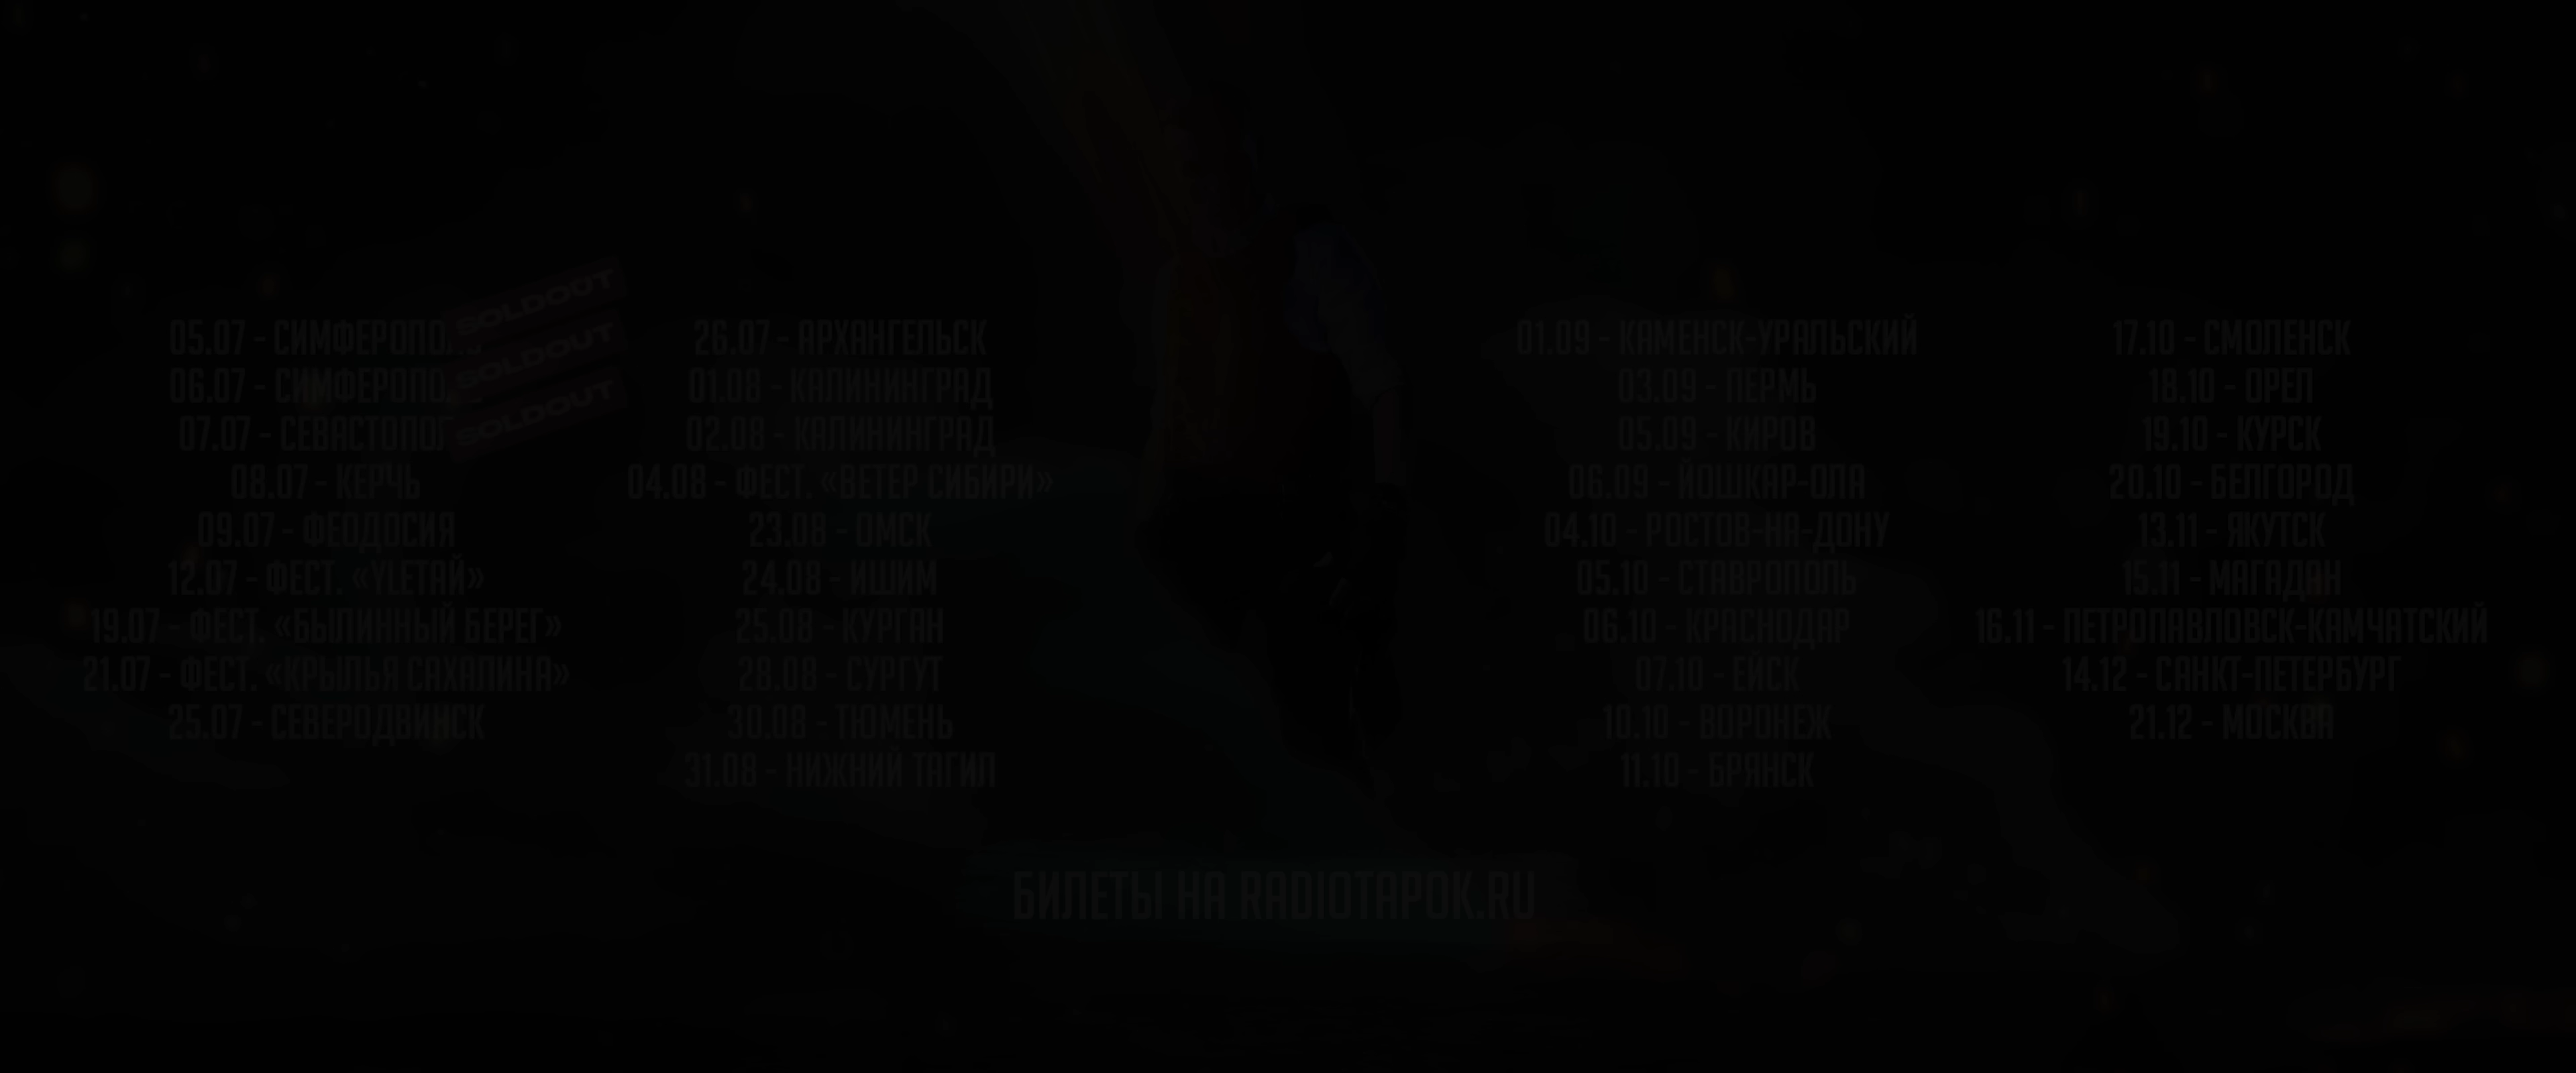 05.07 - СИМФЕРОПО
SOLDOUT
06.07 - СИМФЕРОПО
SOLDOUT
07.07 - СЕВАСТОПОЛ
SOLDOUT
08.07 - КЕРЧЬ
09.07 - ФЕОДОСИЯ
12.07 - ФЕСТ. «YLЕТАЙ»
19.07 - ФЕСТ. «БЫЛИННЫЙ БЕРЕГ»
21.07 - ФЕСТ. «КРЫЛЬЯ САХАЛИНА»
25.07 - СЕВЕРОДВИНСК
26.07 - АРХАНГЕЛЬСК
01.08 - КАЛИНИНГРАД
02.08 - КАЛИНИНГРАД
04.08 - ФЕСТ. «ВЕТЕР СИБИРИ»
23.08 - ОМСК
24.08 - ИШИМ
25.08 - КУРГАН
28.08 - СУРГУТ
30.08 - ТЮМЕНЬ
31.08 - НИЖНИЙ ТАГИЛ
01.09 - КАМЕНСК-УРАЛЬСКИЙ
03.09 - ПЕРМЬ
05.09 - КИРОВ
06.09 - ЙОШКАР-ОЛА
04.10 - РОСТОВ-НА-ДОНУ
05.10 - СТАВРОПОЛЬ
06.10 - КРАСНОДАР
07.10 - ЕЙСК
10.10 - ВОРОНЕЖ
11.10 - БРЯНСК
17.10 - СМОЛЕНСК
18.10 - ОРЕЛ
19.10 - КУРСК
20.10 - БЕЛГОРОД
13.11 - ЯКУТСК
15.11 - МАГАДАН
16.11 - ПЕТРОПАВЛОВСК-КАМЧАТСКИЙ
14.12 - САНКТ-ПЕТЕРБУРГ
21.12 - МОСКВА
БИЛЕТЫ НА RADIOTAPOK.RU